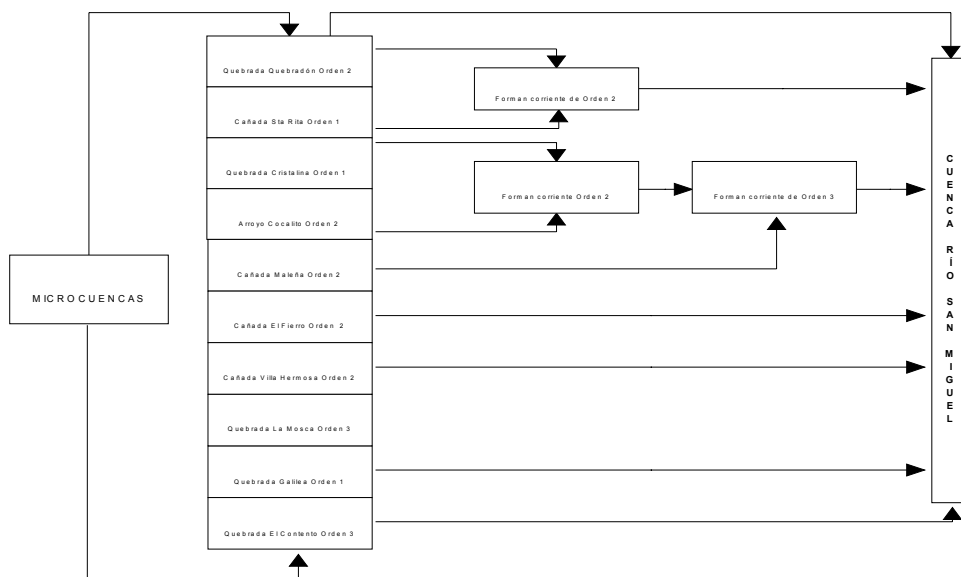 Quebrada Quebradón Orden 2
Cañada Sta Rita Orden 1
Quebrada Cristalina Orden 1
Arroyo Cocalito Orden 2
Cañada Maleña Orden 2
Cañada El Fierro Orden 2
Cañada Villa Hermosa Orden 2
Quebrada La Mosca Orden 3
Quebrada Galilea Orden 1
Quebrada El Contento Orden 3
MICROCUENCAS
Forman corriente de Orden 2
Forman corriente Orden 2
Forman corriente de Orden 3
CUENCA RÍO SAN MIGUEL